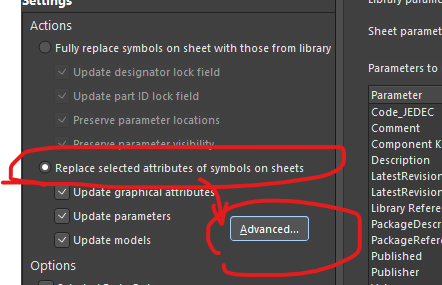 Settings
Library parame
Actions
Fully replace symbols on sheet with those from library
Sheet paramet
Update designator lock field
Update part ID lock field
Parameters to
Preserve parameter locations
Preserve parameter visibility
Replace selected attributes of symbols on sheets
Update graphical attributes
Update parameters
Update models
Advanced...
Options
Parameter
Code_JEDEC
Comment
Component K
Description
LatestRevision
LatestRevision
Library Refere
PackageDescr
PackageRefere
Published
Publisher